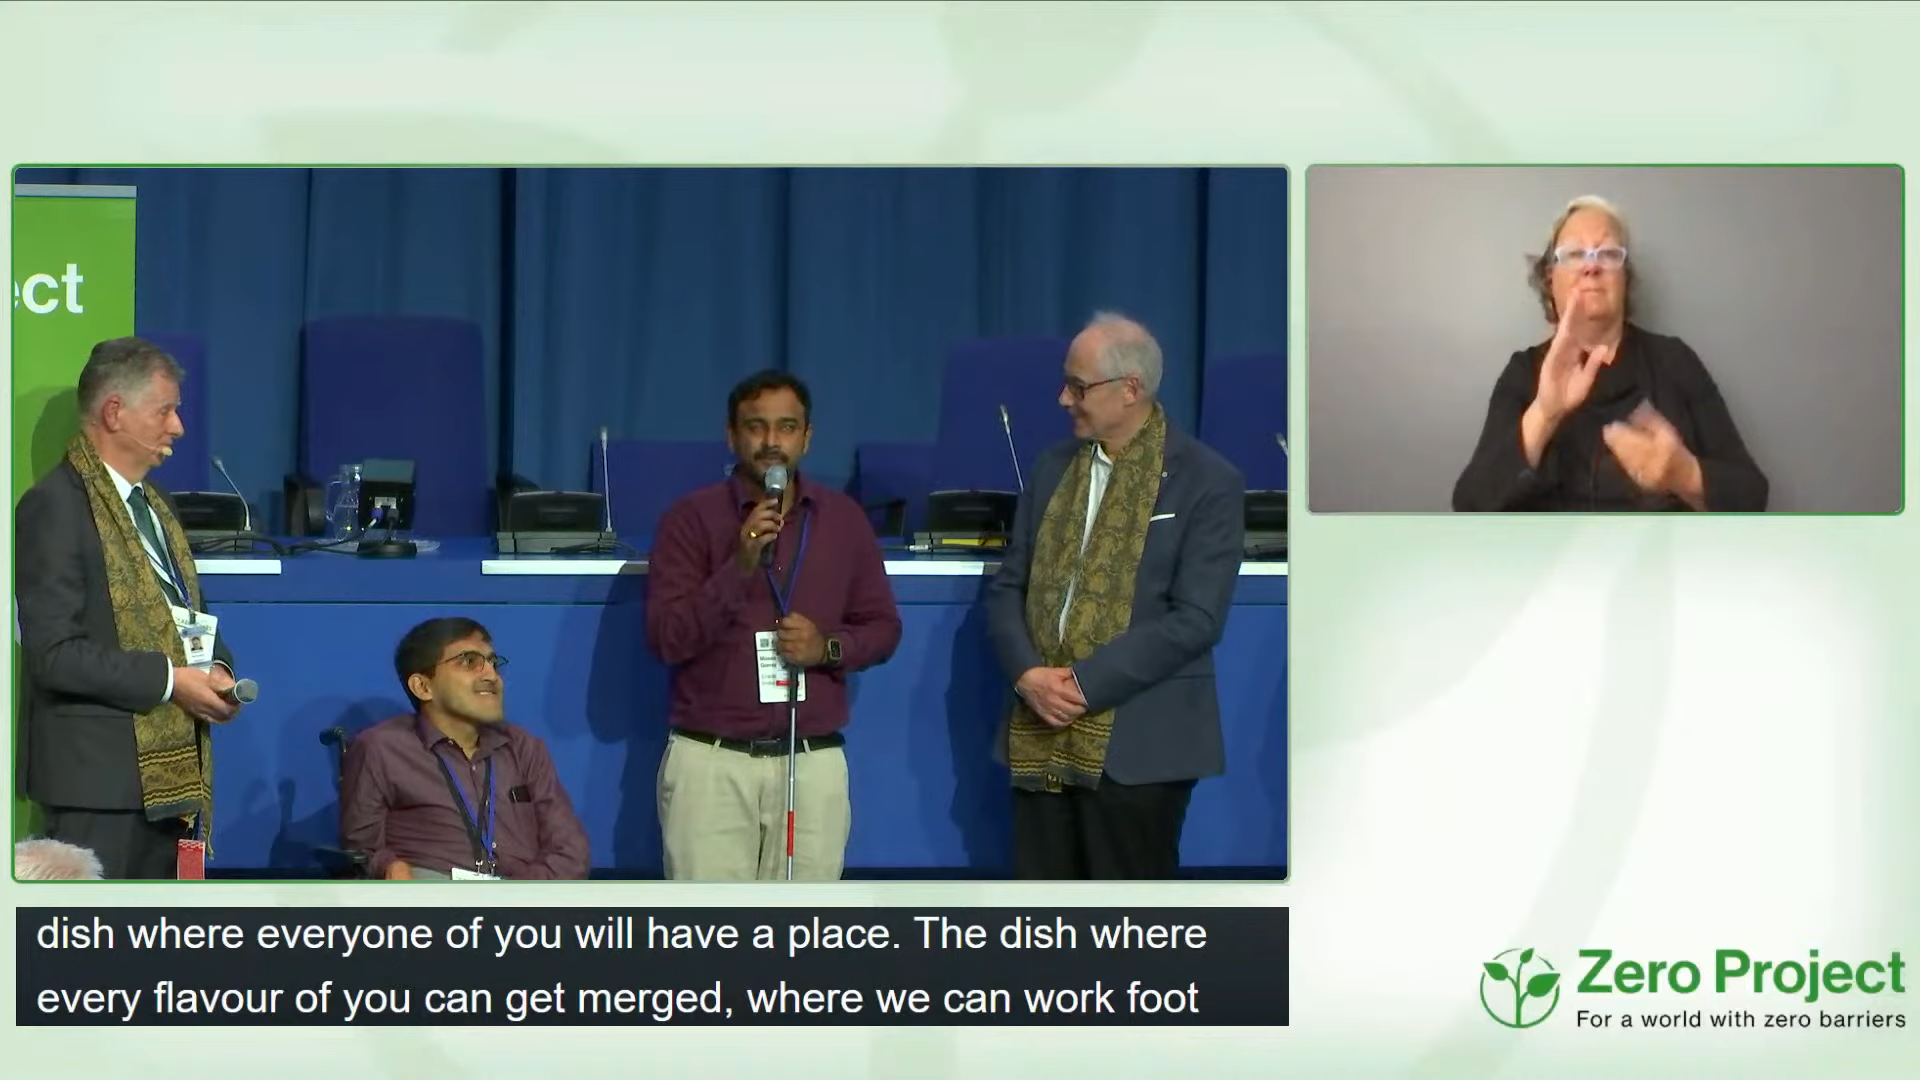 ect
dish where everyone of you will have a place. The dish where
every flavour of you can get merged, where we can work foot
Zero Project
For a world with zero barriers